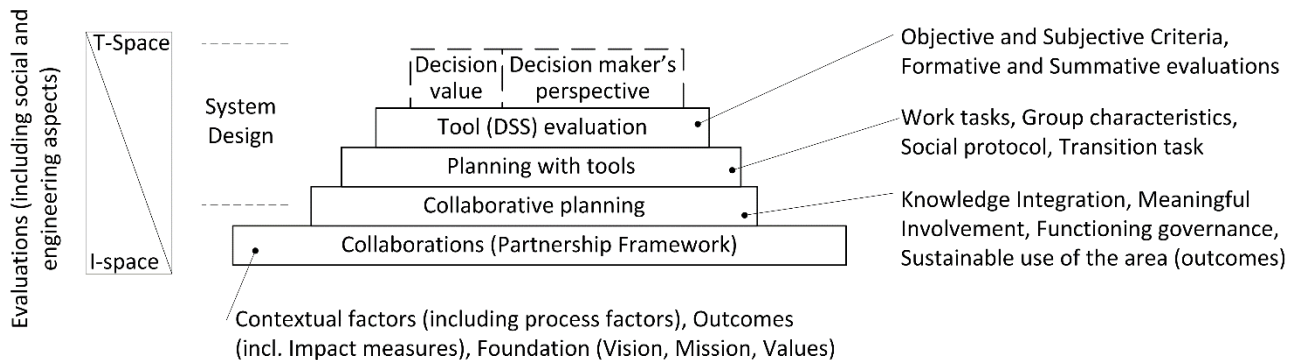 Evaluations (including social and
engineering aspects)
T-Space
I-space
System
Design
Decision
value
Decision maker's
perspective
Tool (DSS) evaluation
Planning with tools
Collaborative planning
Collaborations (Partnership Framework)
Objective and Subjective Criteria,
Formative and Summative evaluations
Work tasks, Group characteristics,
Social protocol, Transition task
Knowledge Integration, Meaningful
Involvement, Functioning governance,
Sustainable use of the area (outcomes)
Contextual factors (including process factors), Outcomes
(incl. Impact measures), Foundation (Vision, Mission, Values)